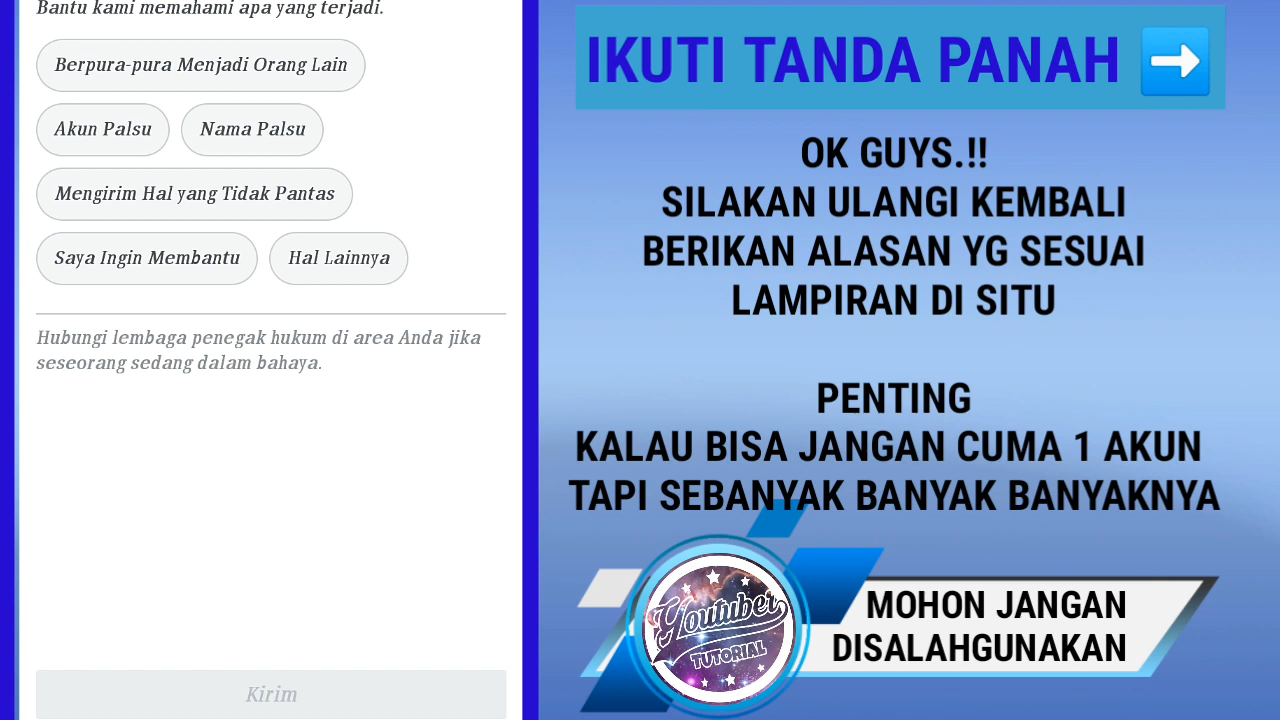 Bantu kami memahami apa yang terjadi.
Berpura-pura Menjadi Orang Lain
Akun Palsu
Nama Palsu
Mengirim Hal yang Tidak Pantas
Saya Ingin Membantu
Hal Lainnya
Hubungi lembaga penegak hukum di area Anda jika
seseorang sedang dalam bahaya.
Kirim
IKUTI TANDA PANAH ➡️
OK GUYS.!!
SILAKAN ULANGI KEMBALI
BERIKAN ALASAN YG SESUAI
LAMPIRAN DI SITU
PENTING
KALAU BISA JANGAN CUMA 1 AKUN
TAPI SEBANYAK BANYAK BANYAKNYA
Youtuber
TUTORIAL
MOHON JANGAN
DISALAHGUNAKAN